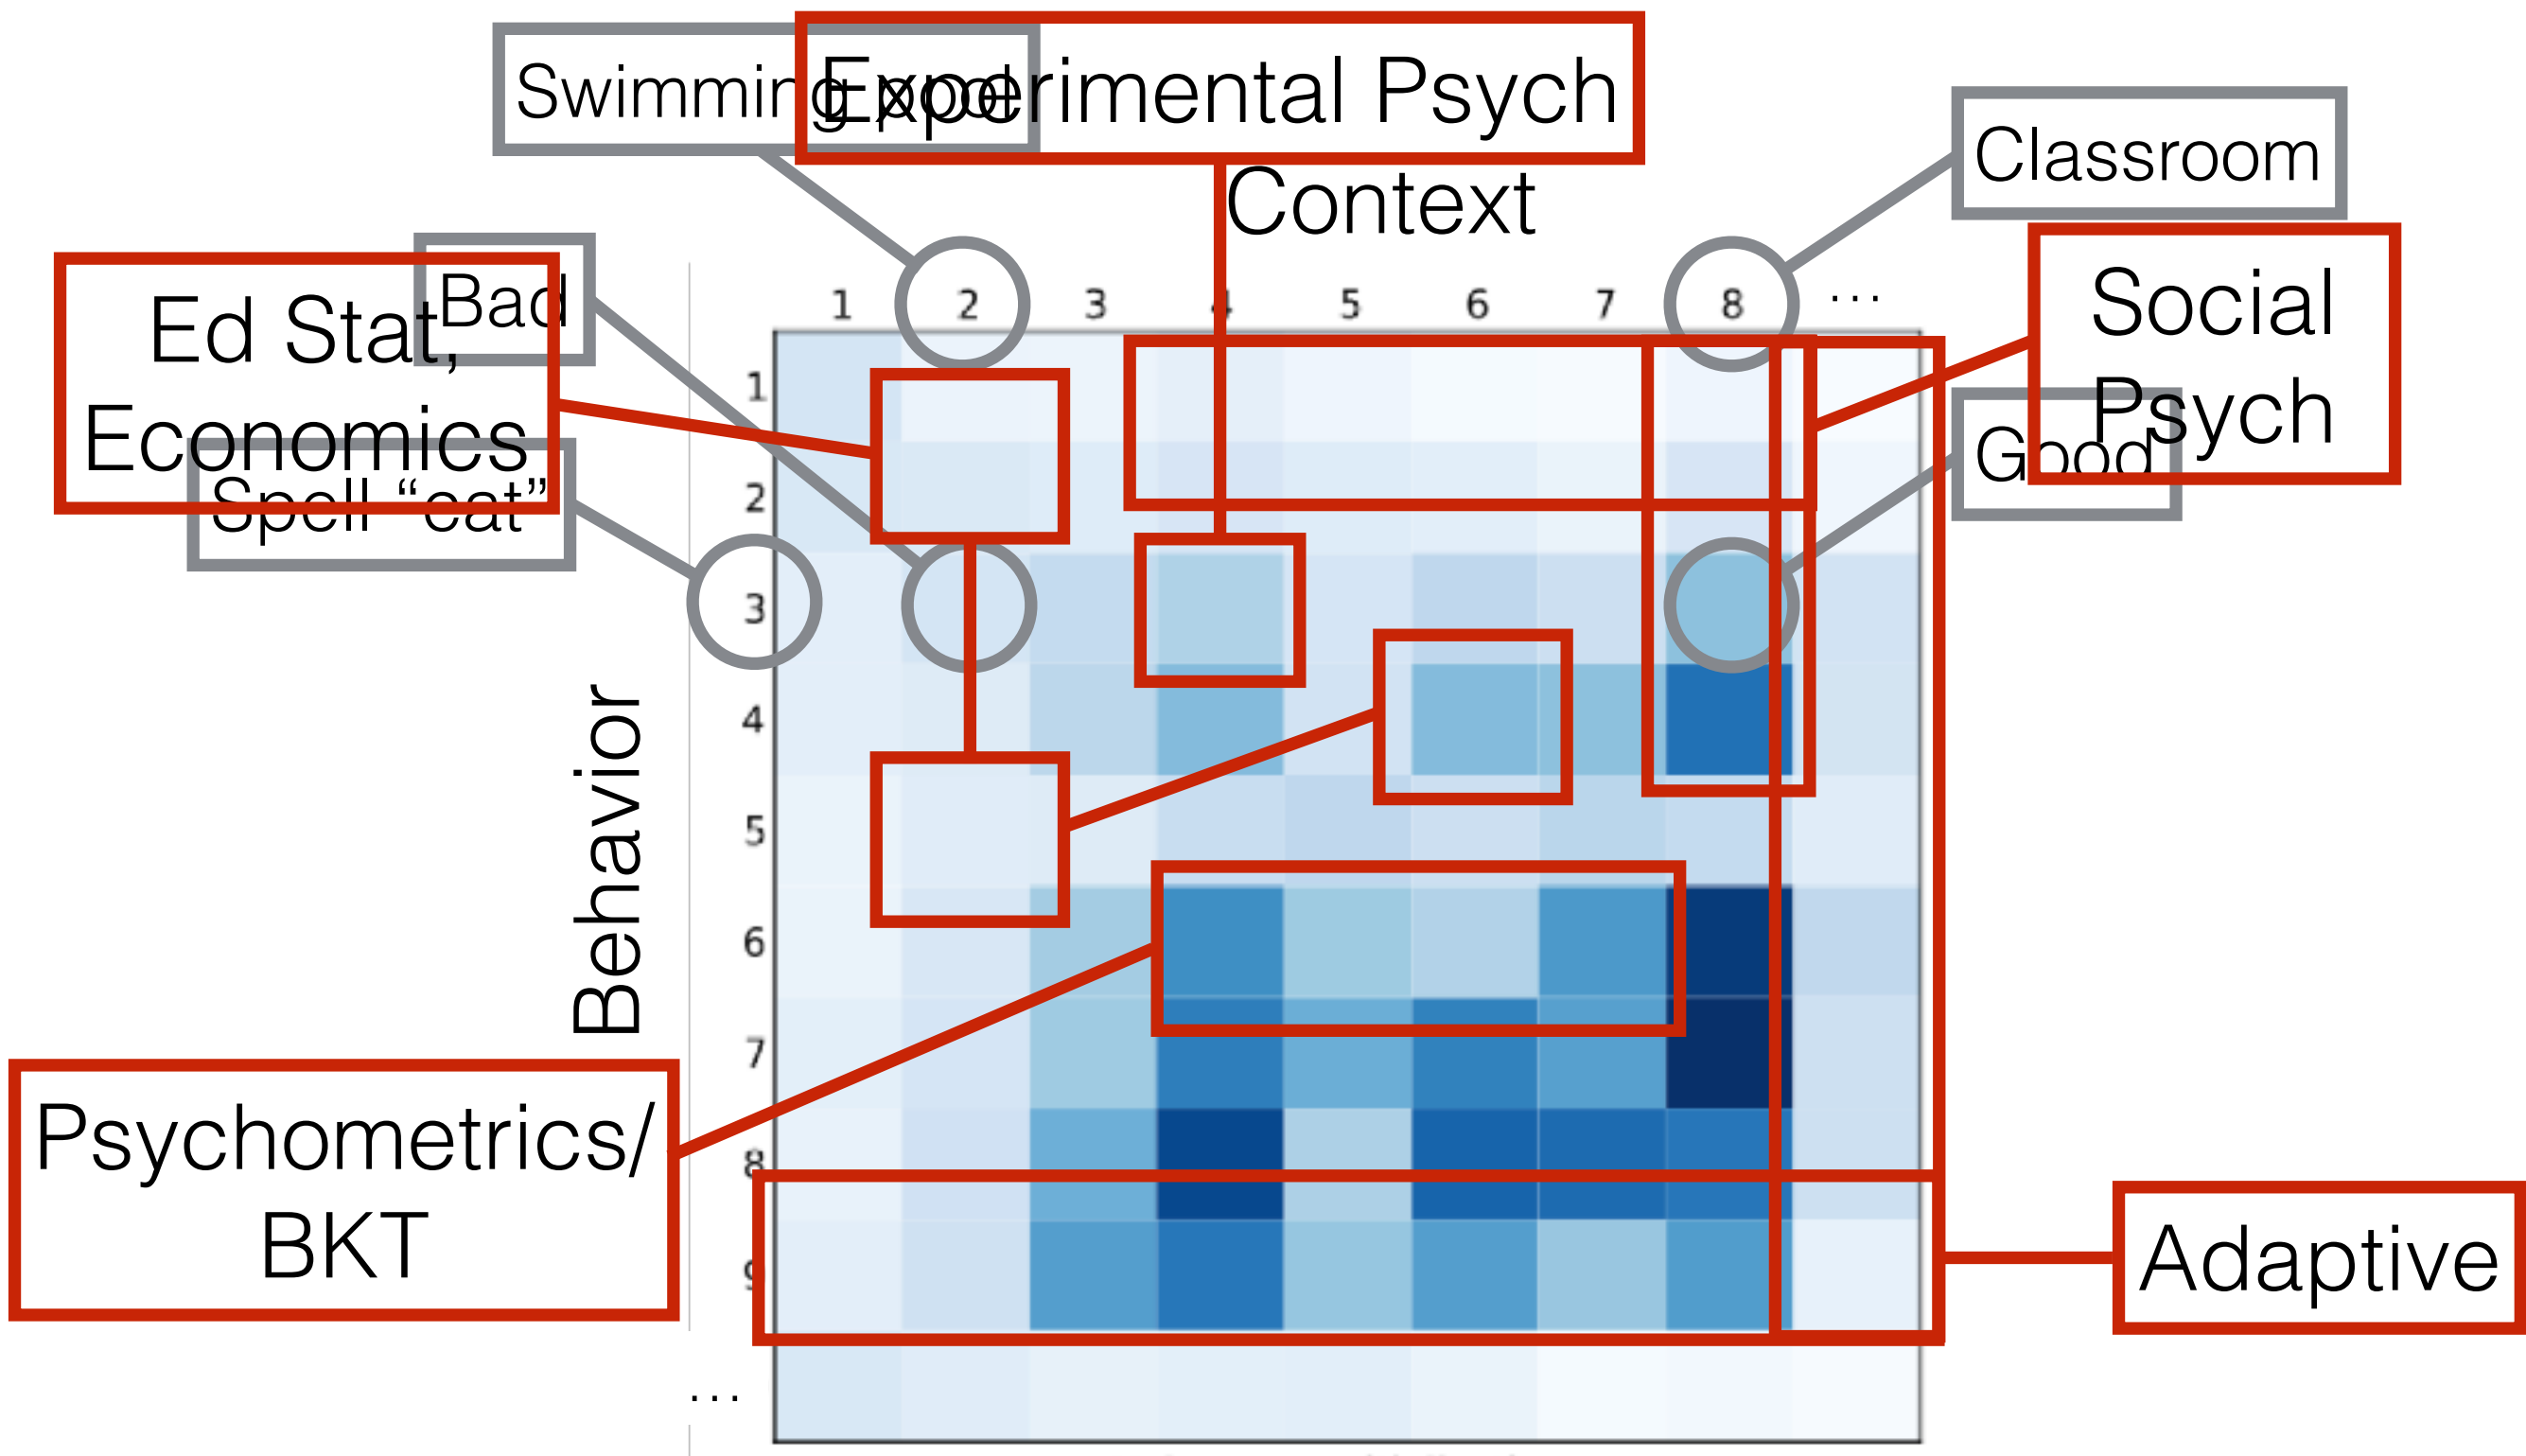 Swimming pool
Experimental Psych
Classroom
Context
Bad
Ed Stat,
Economics
Spell “cat”
Social
Psych
Good
1 2 3 4 5 6 7 8 ...
1
2
3
4
5
6
7
8
9
...
Behavior
Psychometrics/
BKT
Adaptive